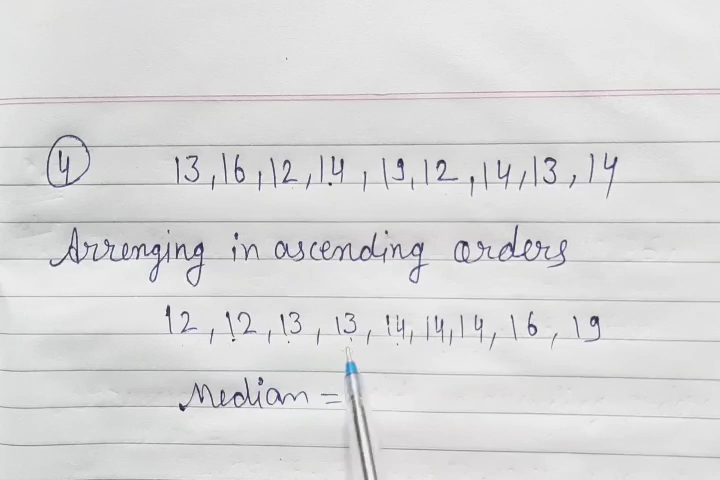 4 13, 16, 12, 14, 19, 12, 14, 13, 14
Arrenging in ascending orders
12, 12, 13, 13, 14, 14, 14, 16, 19
Median =